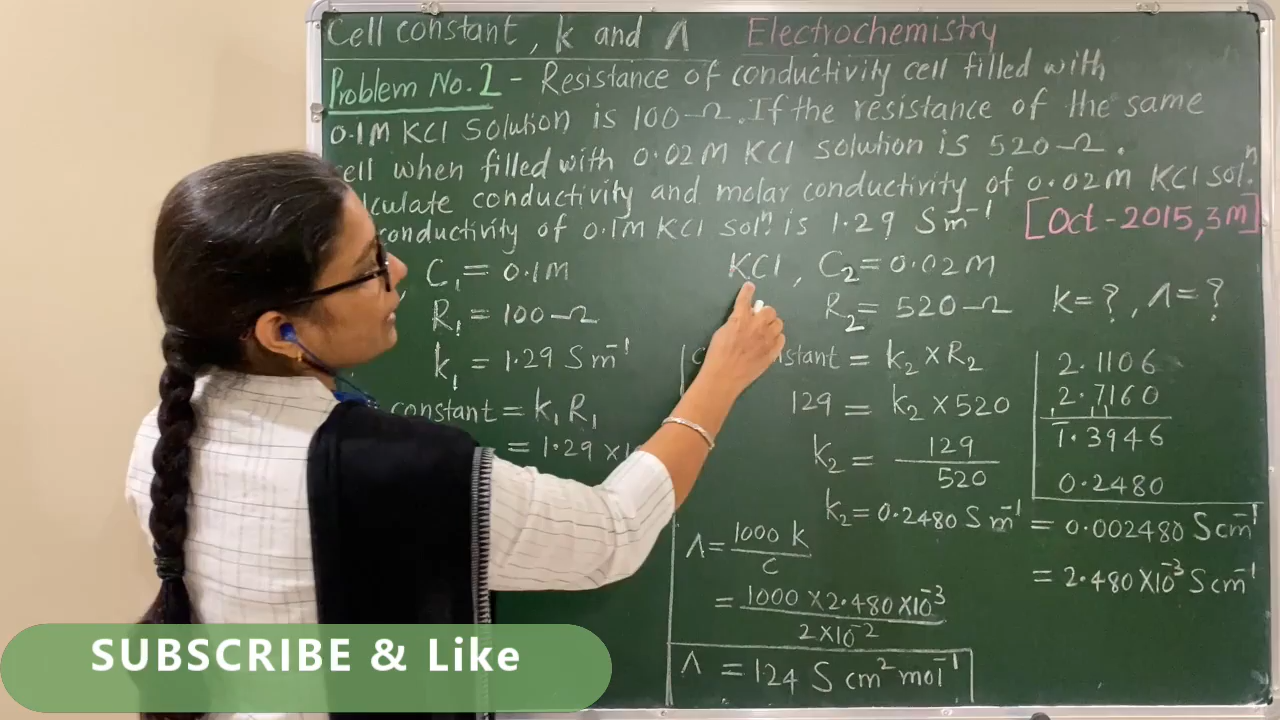 Cell constant, k and Λ Electrochemistry
Problem No. 1 - Resistance of conductivity cell filled with
0.1M KCl solution is 100 Ω. If the resistance of the same
cell when filled with 0.02M KCl solution is 520 Ω.
lculate conductivity and molar conductivity of 0.02M KCl solⁿ.
conductivity of 0.1M KCl solⁿ. is 1.29 S m⁻¹ [Oct-2015, 3M]
, C₁ = 0.1M
R₁ = 100 Ω
k₁ = 1.29 S m⁻¹
constant = k₁ R₁
= 1.29 × 1
KCl, C₂ = 0.02M
R₂ = 520 Ω k = ?, Λ = ?
c stant = k₂ × R₂
129 = k₂ × 520
k₂ = 129
520
k₂ = 0.2480 S m⁻¹ = 0.002480 S cm⁻¹
= 2.480 × 10⁻³ S cm⁻¹
2.1106
2.7160
1̅.3946
0.2480
Λ = 1000 k
C
= 1000 × 2.480 × 10⁻³
2 × 10⁻²
Λ = 124 S cm² mol⁻¹
SUBSCRIBE & Like